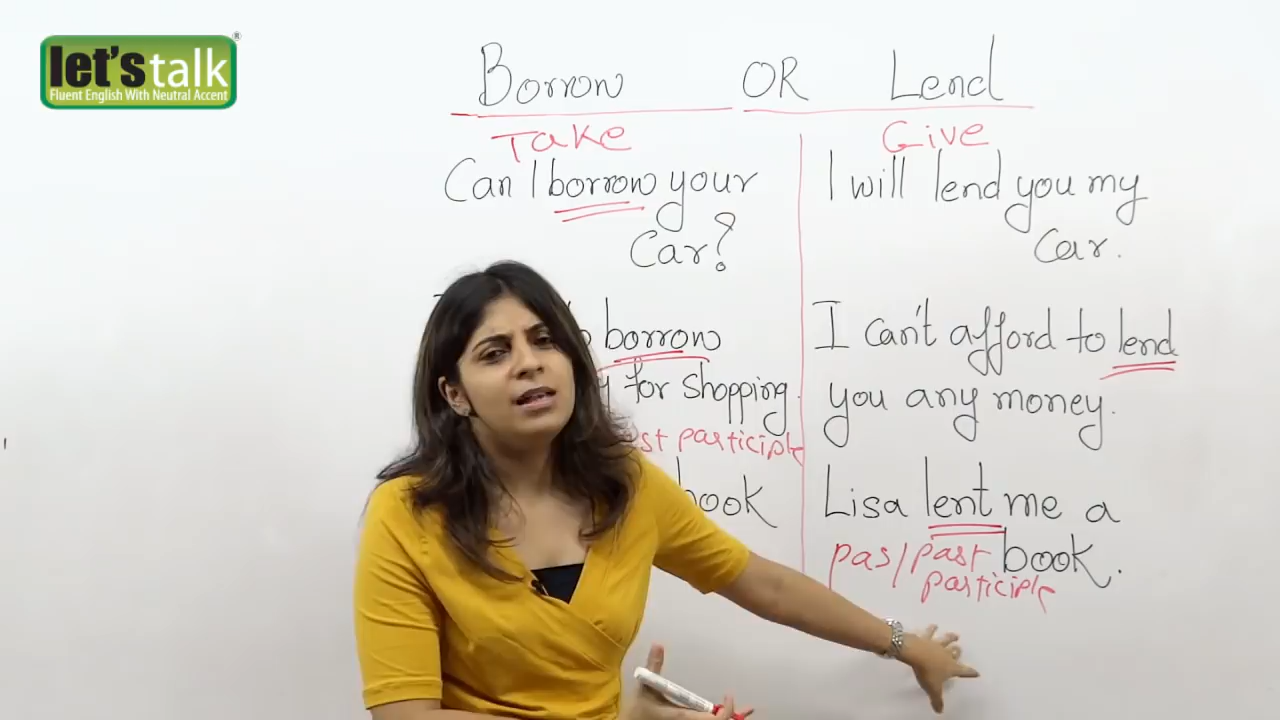 let's talk
Fluent English With Neutral Accent
Borrow OR Lend
Take
Can I borrow your
Car?
borrow
for shopping.
participle
book
Give
I will lend you my
Car.
I can't afford to lend
you any money.
Lisa lent me a
book.
pas/past
participle